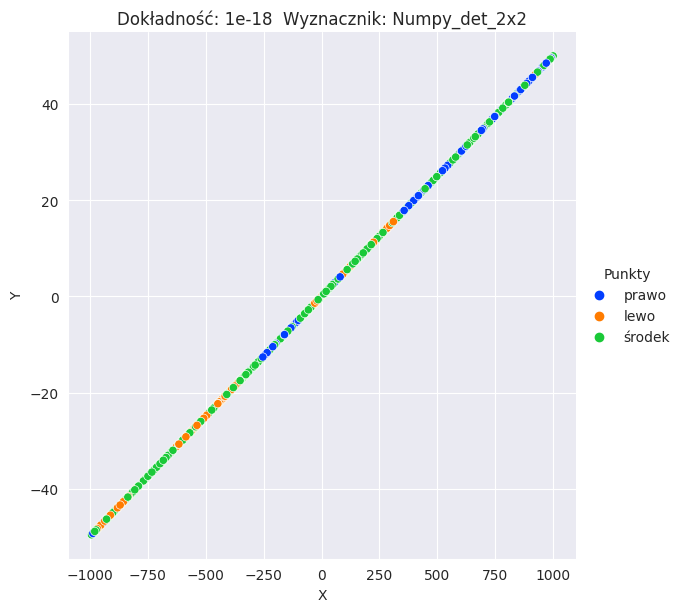 Dokładność: 1e-18  Wyznacznik: Numpy_det_2x2
40
20
0
−20
−40
Y
−1000
−750
−500
−250
0
250
500
750
1000
X
Punkty
prawo
lewo
środek